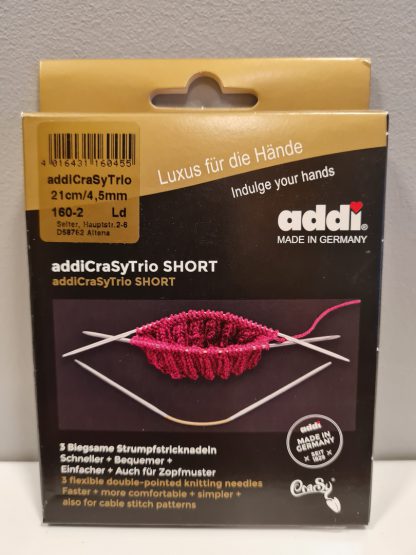 4 016431 160455
addiCraSyTrio
21cm/4,5mm
160-2 Ld
Selter, Hauptstr.2-6
D58762 Altena
Luxus für die Hände
Indulge your hands
addi®
MADE IN GERMANY
addiCraSyTrio SHORT
addiCraSyTrio SHORT
3 Biegsame Strumpfstricknadeln
Schneller + Bequemer +
Einfacher + Auch für Zopfmuster
3 flexible double-pointed knitting needles
Faster + more comfortable + simpler +
also for cable stitch patterns
addi
MADE IN
GERMANY
SEIT
1829
CraSy